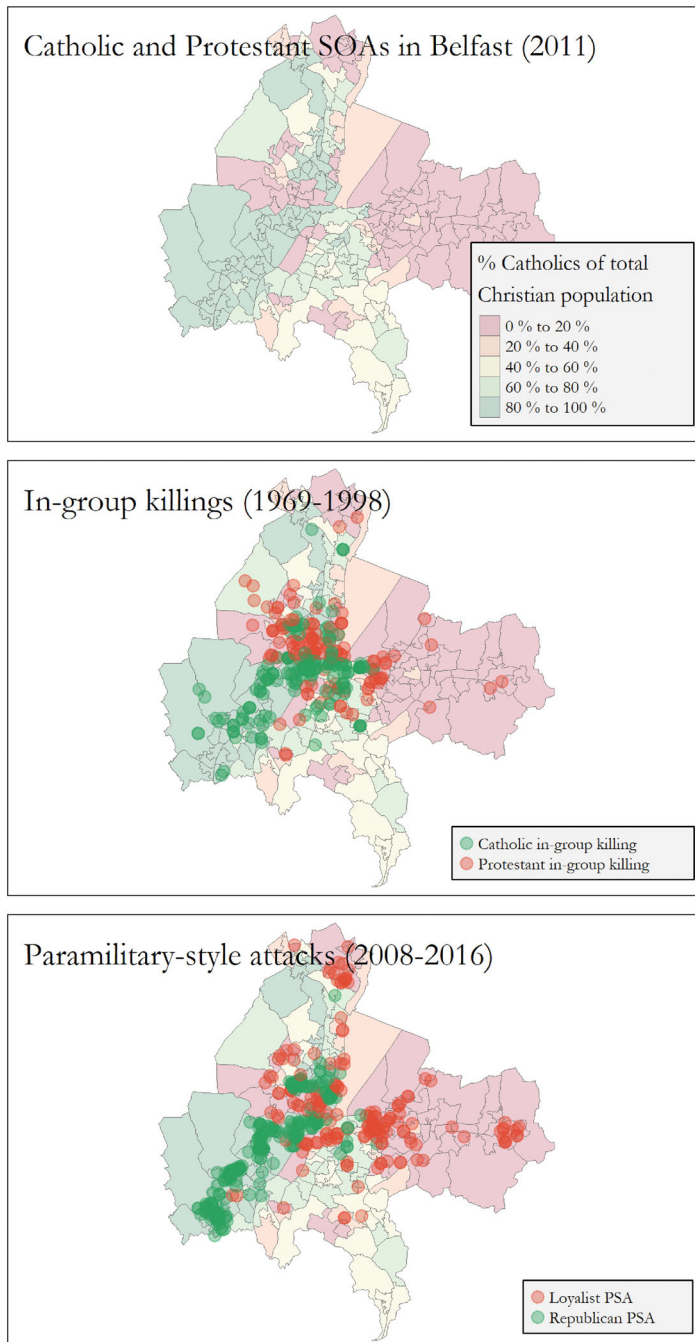 Catholic and Protestant SOAs in Belfast (2011)
% Catholics of total
Christian population
0 % to 20 %
20 % to 40 %
40 % to 60 %
60 % to 80 %
80 % to 100 %
In-group killings (1969-1998)
Catholic in-group killing
Protestant in-group killing
Paramilitary-style attacks (2008-2016)
Loyalist PSA
Republican PSA